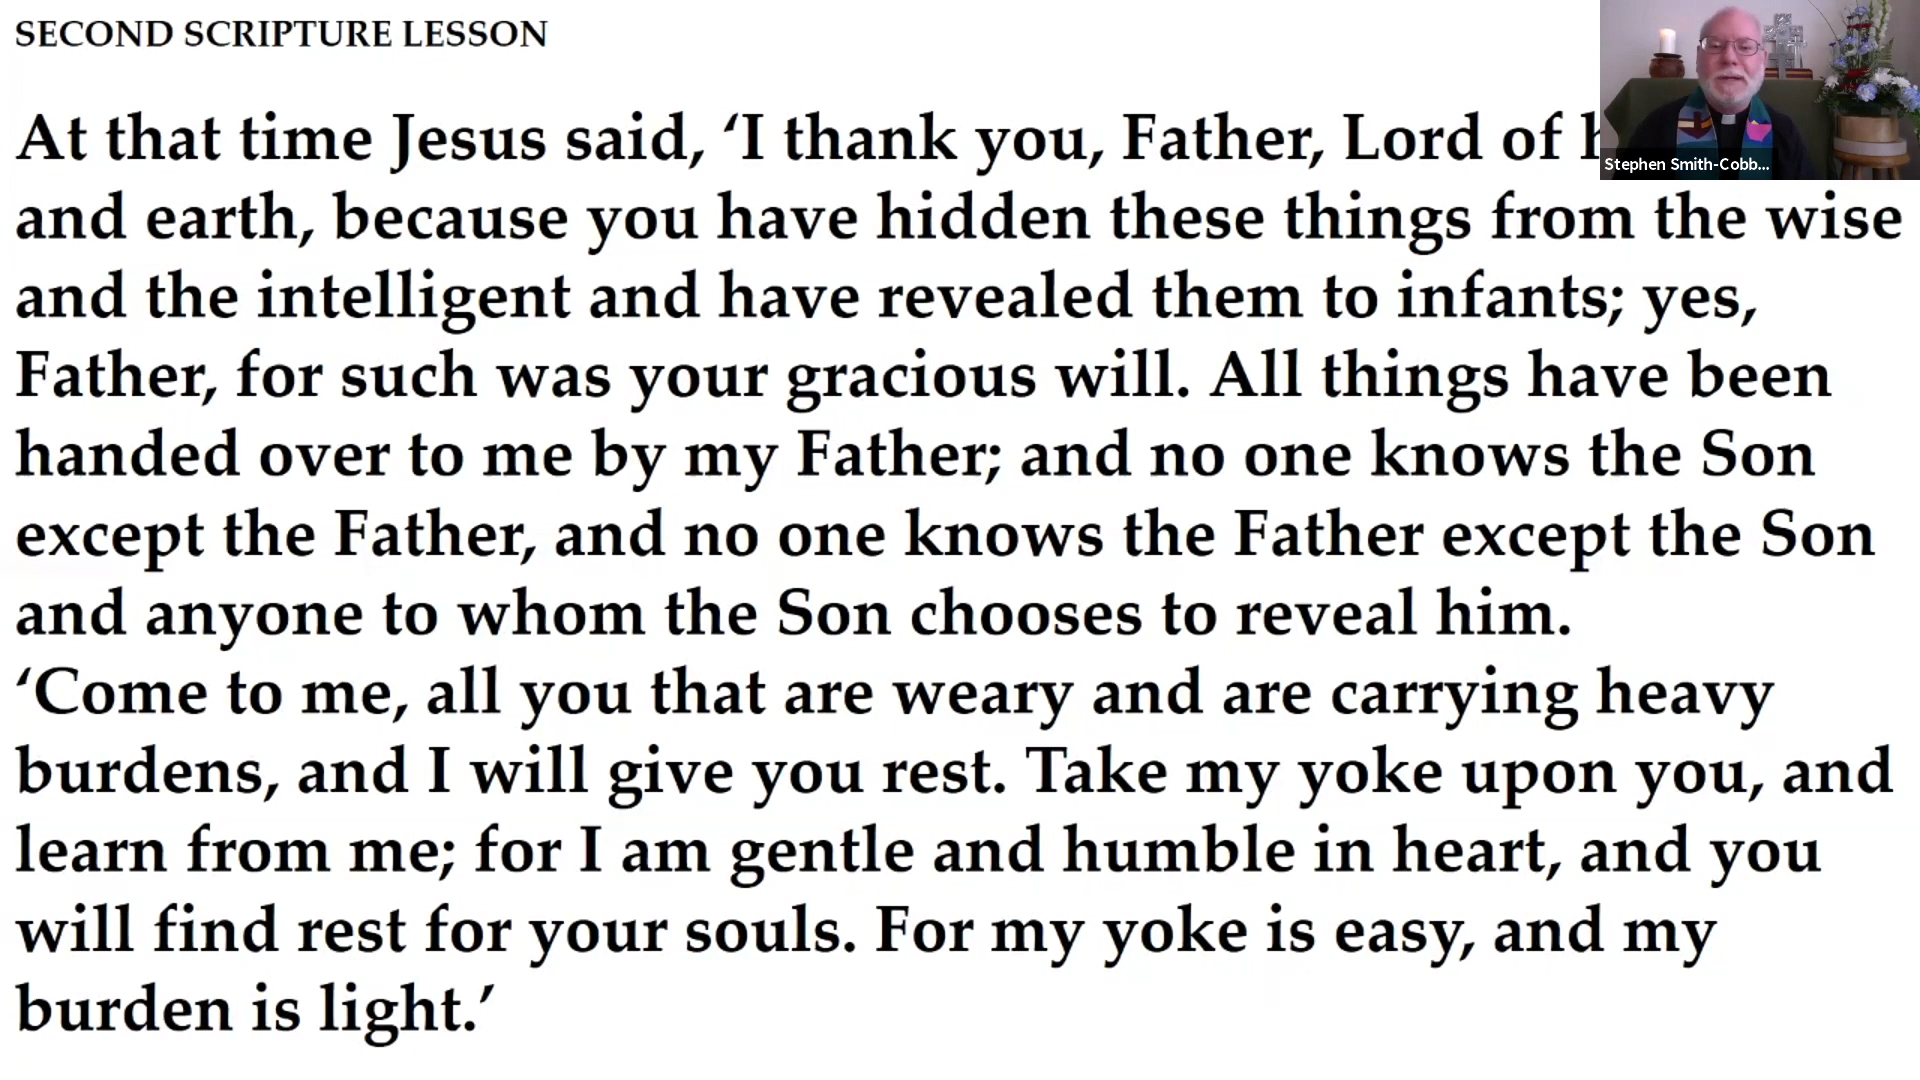 SECOND SCRIPTURE LESSON
At that time Jesus said, ‘I thank you, Father, Lord of
Stephen Smith-Cobb...
and earth, because you have hidden these things from the wise
and the intelligent and have revealed them to infants; yes,
Father, for such was your gracious will. All things have been
handed over to me by my Father; and no one knows the Son
except the Father, and no one knows the Father except the Son
and anyone to whom the Son chooses to reveal him.
‘Come to me, all you that are weary and are carrying heavy
burdens, and I will give you rest. Take my yoke upon you, and
learn from me; for I am gentle and humble in heart, and you
will find rest for your souls. For my yoke is easy, and my
burden is light.’